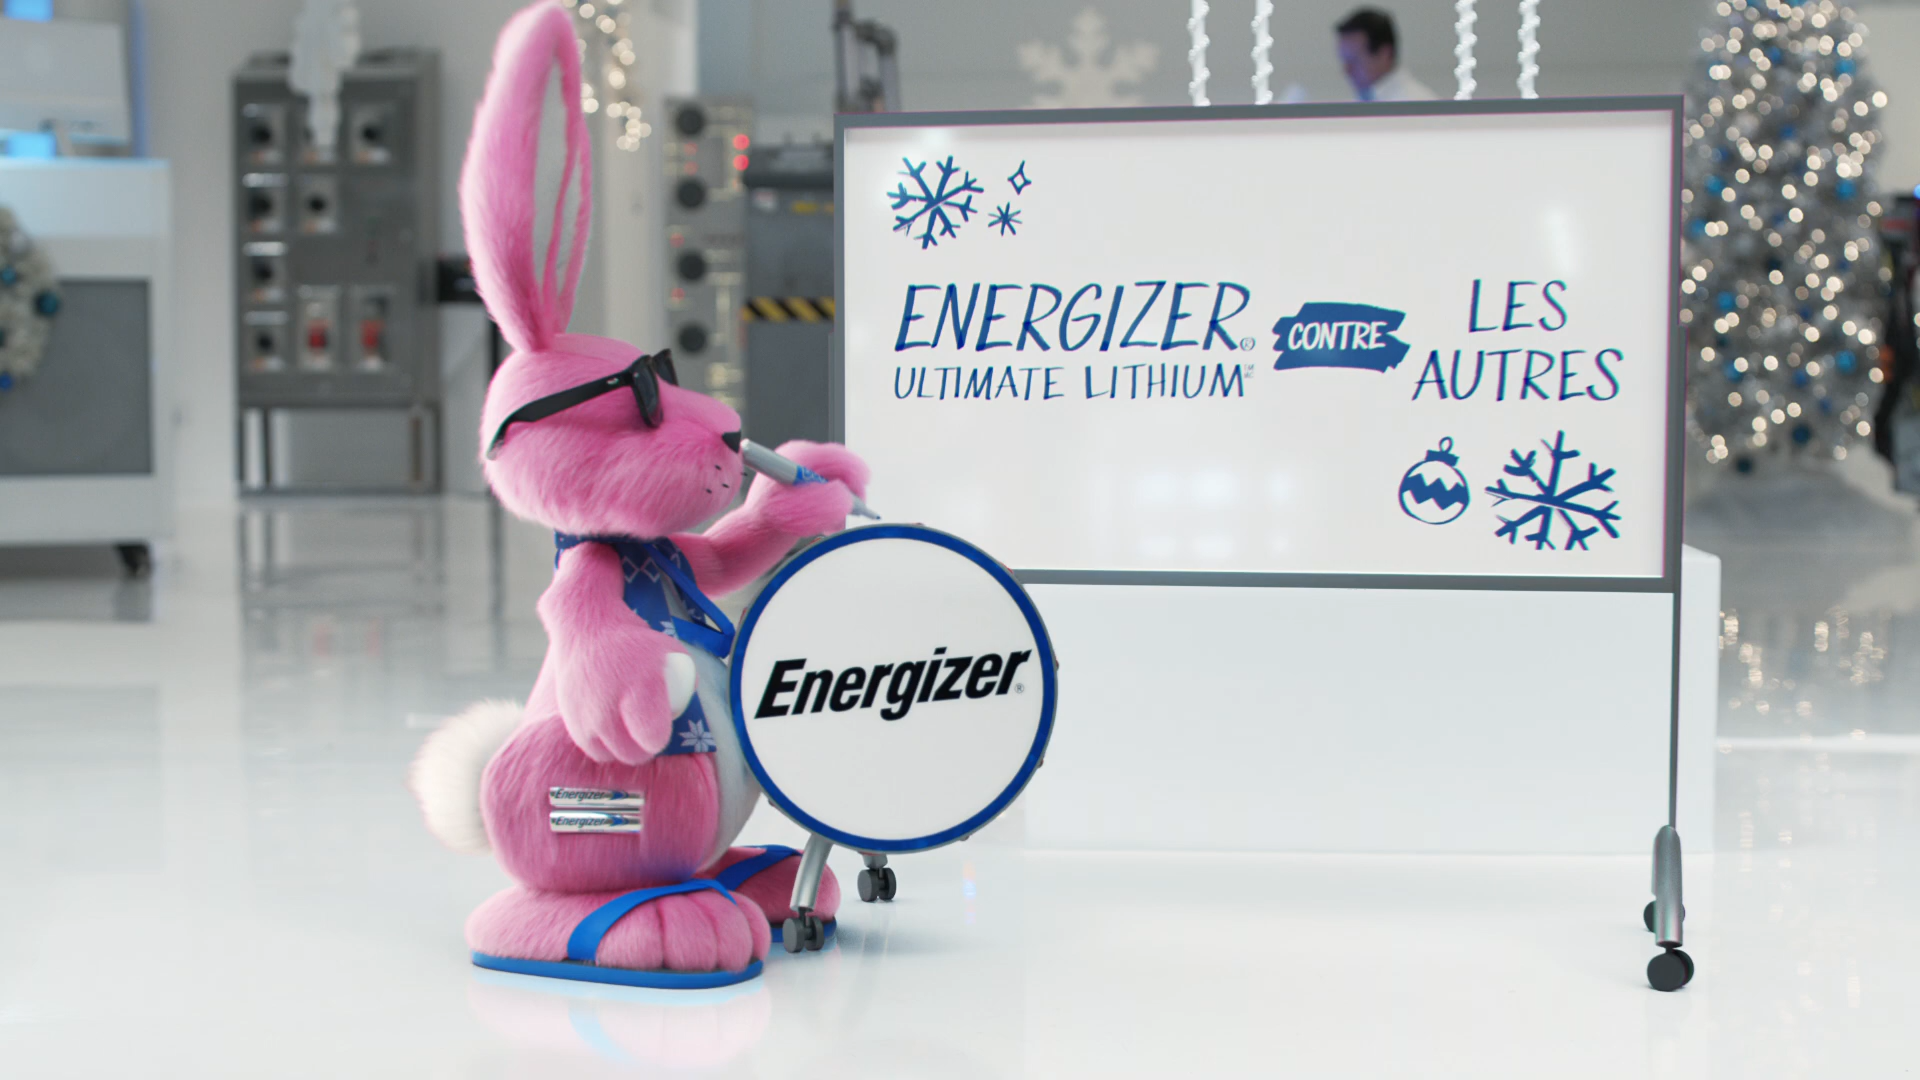 ENERGIZER®
ULTIMATE LITHIUM
CONTRE
LES
AUTRES
Energizer®
Energizer
Energizer